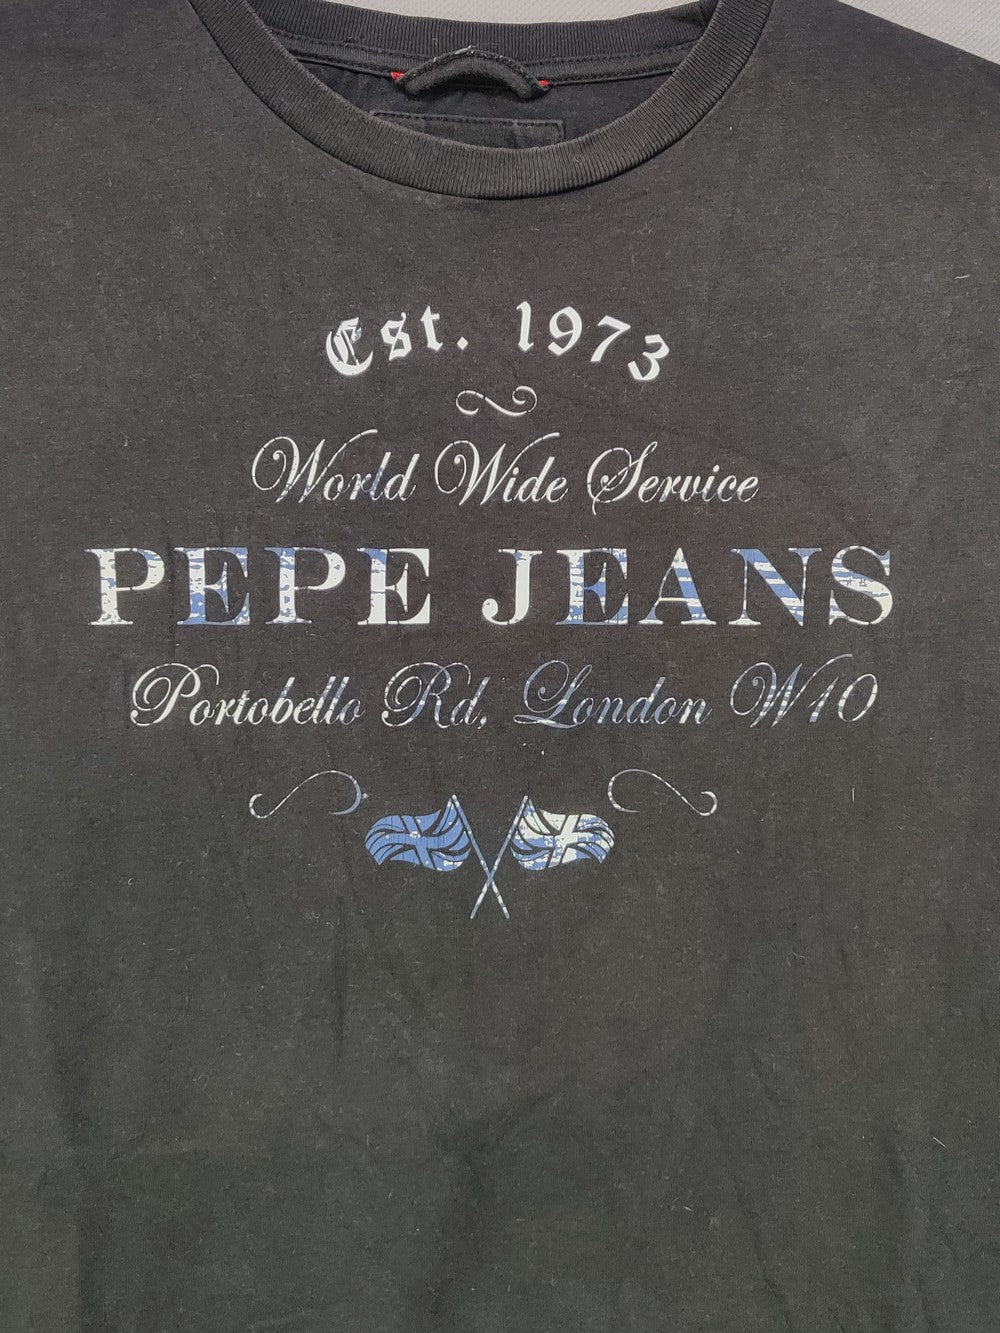 Est. 1973
World Wide Service
PEPE JEANS
Portobello Rd, London W10